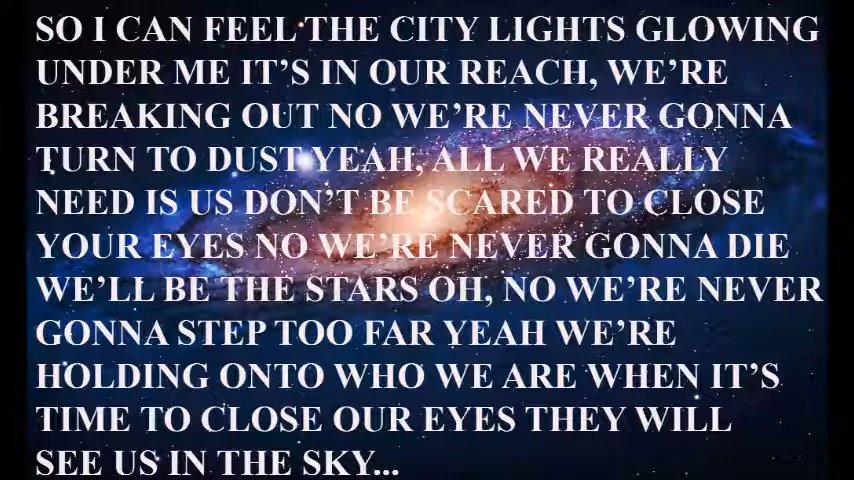 SO I CAN FEEL THE CITY LIGHTS GLOWING
UNDER ME IT'S IN OUR REACH, WE'RE
BREAKING OUT NO WE'RE NEVER GONNA
TURN TO DUST YEAH, ALL WE REALLY
NEED IS US DON'T BE SCARED TO CLOSE
YOUR EYES NO WE'RE NEVER GONNA DIE
WE'LL BE THE STARS OH, NO WE'RE NEVER
GONNA STEP TOO FAR YEAH WE'RE
HOLDING ONTO WHO WE ARE WHEN IT'S
TIME TO CLOSE OUR EYES THEY WILL
SEE US IN THE SKY...